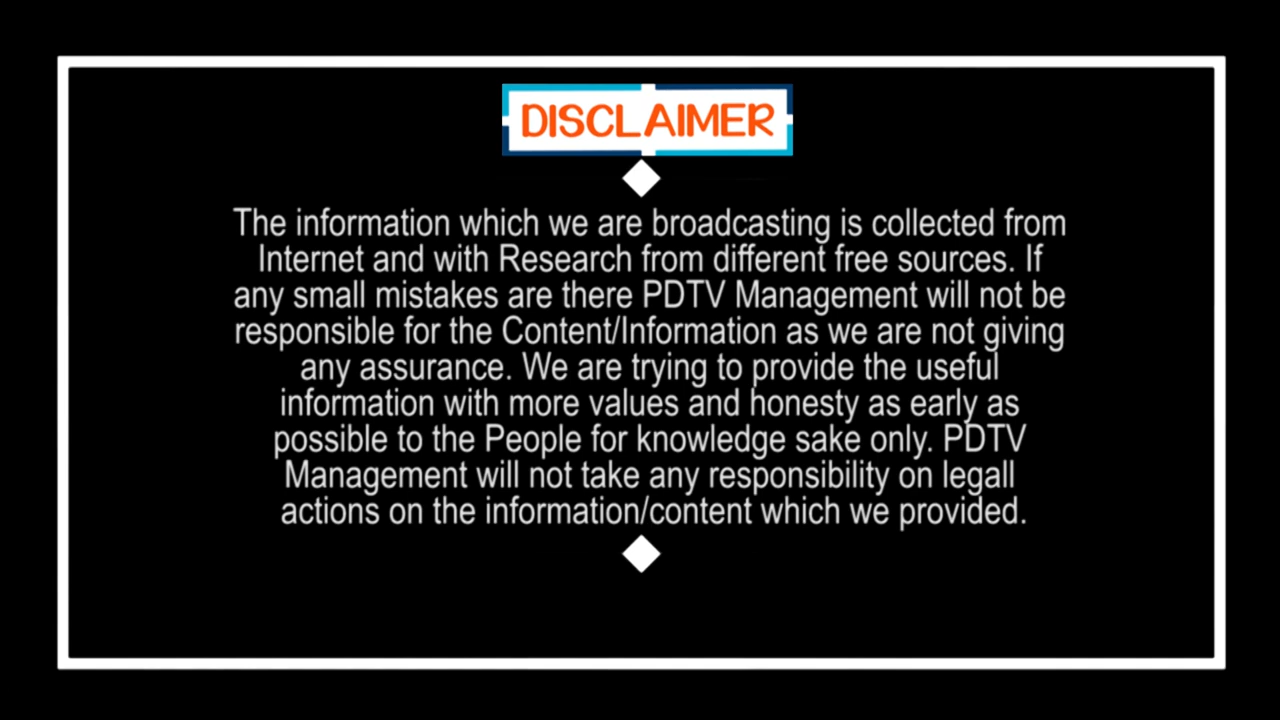 DISCLAIMER
The information which we are broadcasting is collected from
Internet and with Research from different free sources. If
any small mistakes are there PDTV Management will not be
responsible for the Content/Information as we are not giving
any assurance. We are trying to provide the useful
information with more values and honesty as early as
possible to the People for knowledge sake only. PDTV
Management will not take any responsibility on legall
actions on the information/content which we provided.